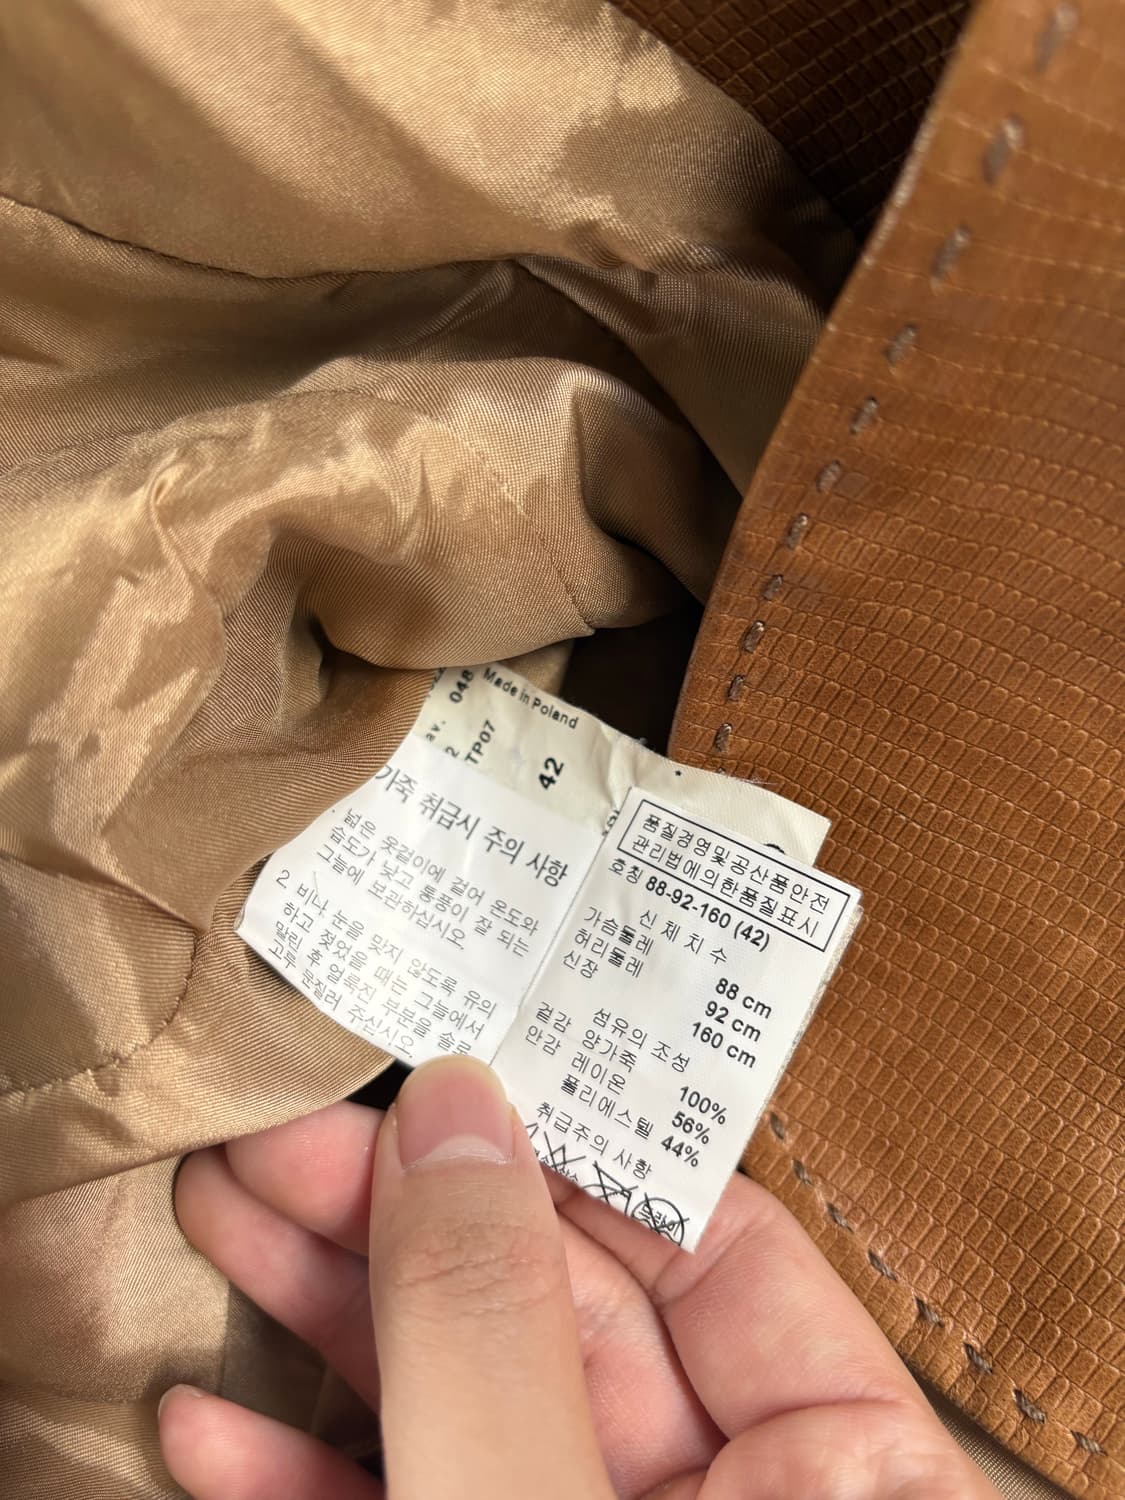 Made in Poland
048
av.
2 TP07
42
가죽 취급시 주의 사항
넓은 옷걸이에 걸어 온도와
습도가 낮고 통풍이 잘 되는
그늘에 보관하십시오.
2 비나 눈을 맞지 않도록 유의
하고 젖었을 때는 그늘에서
말린 후 얼룩진 부분을 솔로
고루 문질러 주십시오.
품질경영및공산품안전
관리법에의한품질표시
호칭 88-92-160 (42)
신체치수
가슴둘레 88 cm
허리둘레 92 cm
신장 160 cm
섬유의 조성
겉감 양가죽 100%
안감 레이온 56%
폴리에스텔 44%
취급주의 사항
드라이